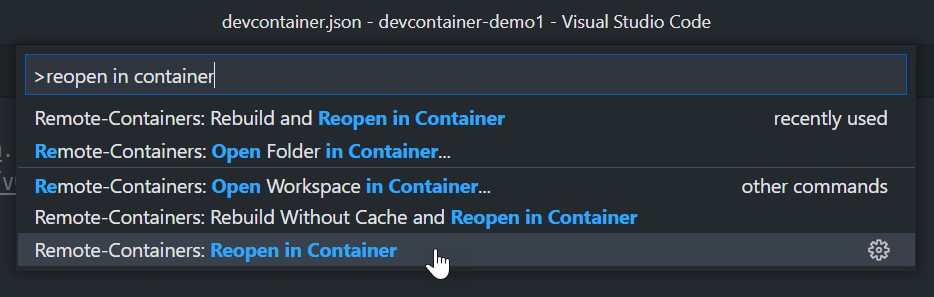 devcontainer.json - devcontainer-demo1 - Visual Studio Code
>reopen in container
Remote-Containers: Rebuild and Reopen in Container recently used
Remote-Containers: Open Folder in Container...
Remote-Containers: Open Workspace in Container... other commands
Remote-Containers: Rebuild Without Cache and Reopen in Container
Remote-Containers: Reopen in Container